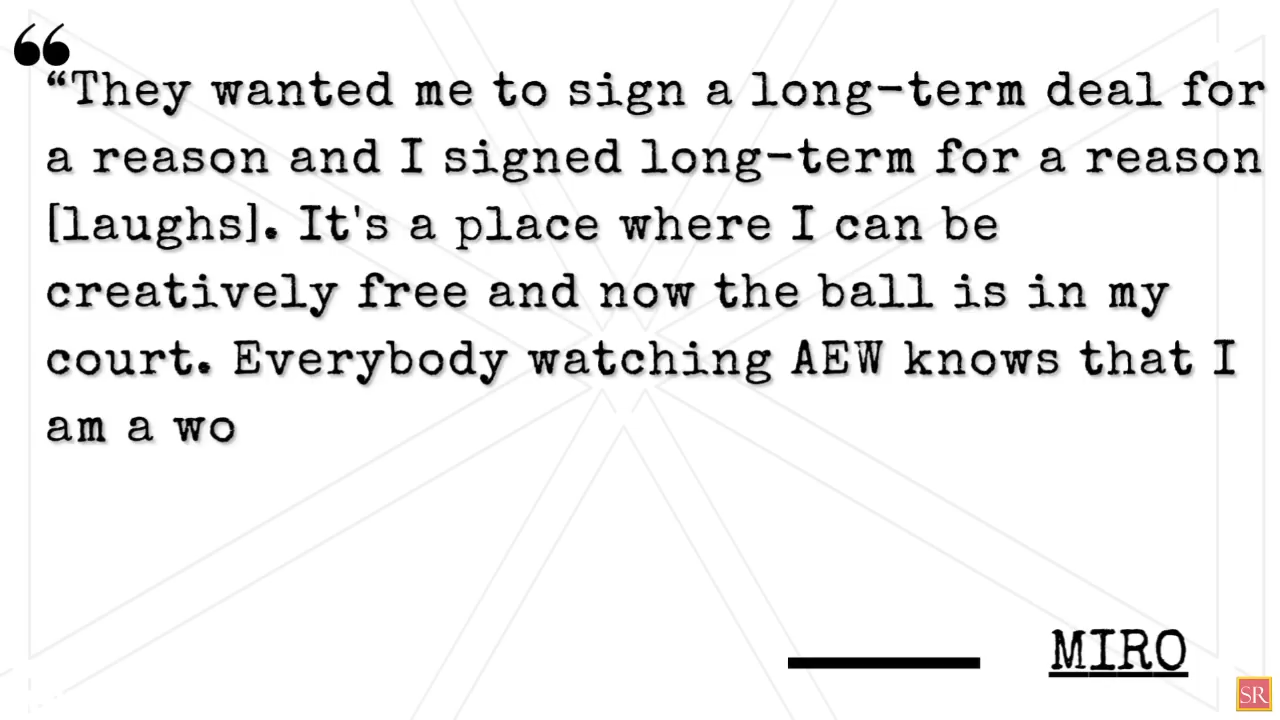 ❝
“They wanted me to sign a long-term deal for
a reason and I signed long-term for a reason
[laughs]. It's a place where I can be
creatively free and now the ball is in my
court. Everybody watching AEW knows that I
am a wo
MIRO
SR